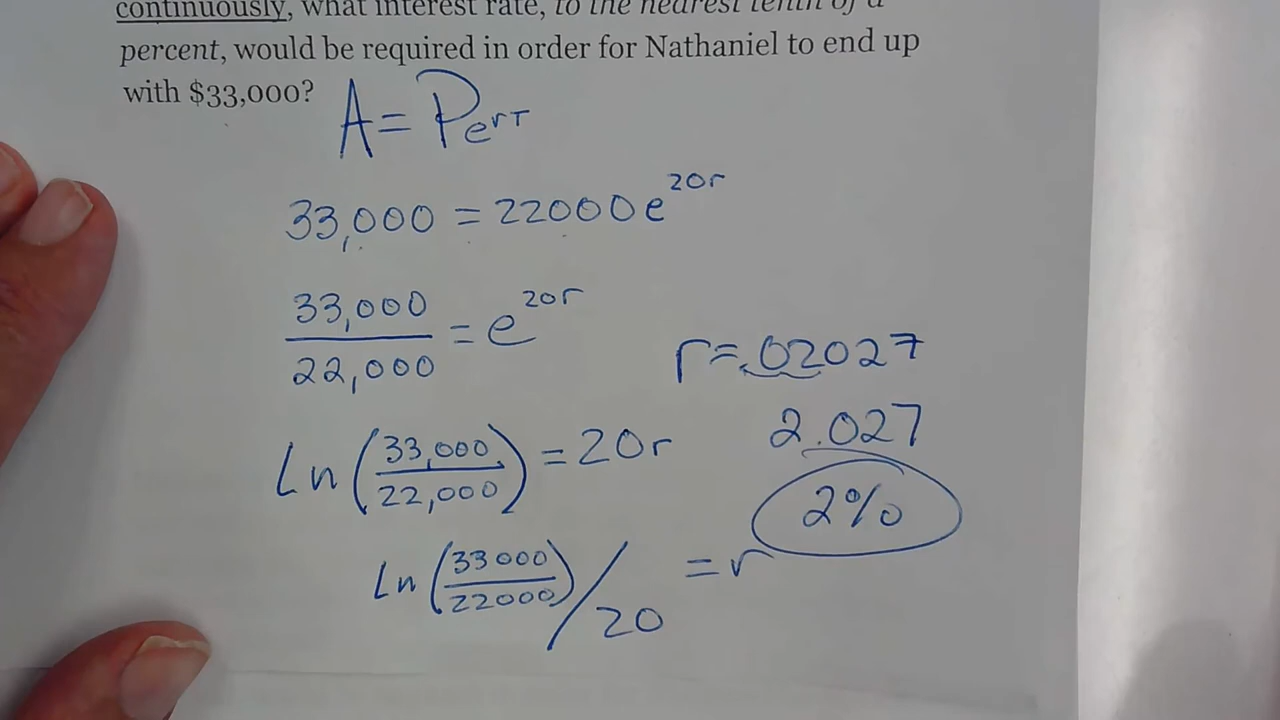 continuously, what interest rate, to the nearest tenth of a
percent, would be required in order for Nathaniel to end up
with $33,000?
A = Pe^rT
33,000 = 22000e^20r
33,000/22,000 = e^20r
Ln(33,000/22,000) = 20r
Ln(33000/22000)/20 = r
r=.02027
2.027
2%